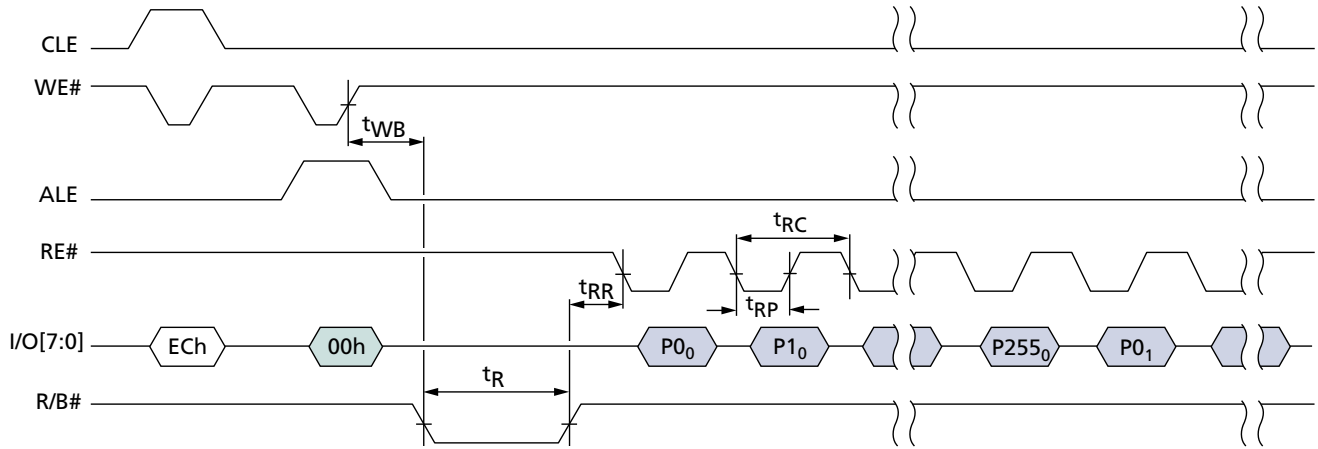 CLE
WE#
tWB
ALE
tRC
RE#
tRR
tRP
I/O[7:0] ECh 00h P0₀ P1₀ P255₀ P0₁
tR
R/B#